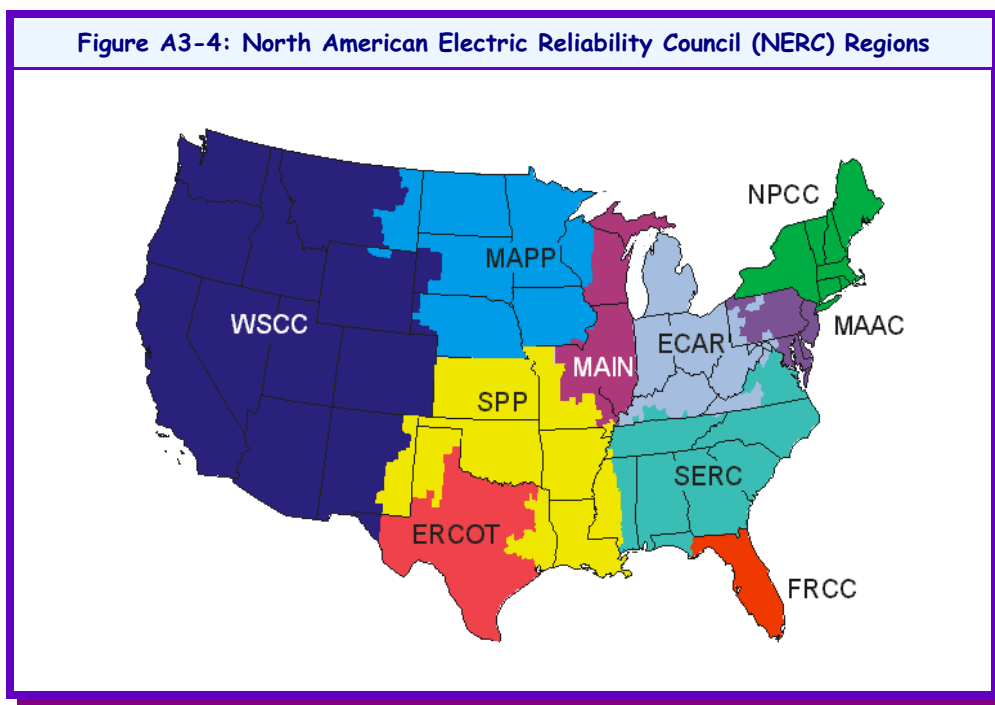 Figure A3-4: North American Electric Reliability Council (NERC) Regions
NPCC
MAPP
WSCC
MAAC
ECAR
MAIN
SPP
SERC
ERCOT
FRCC